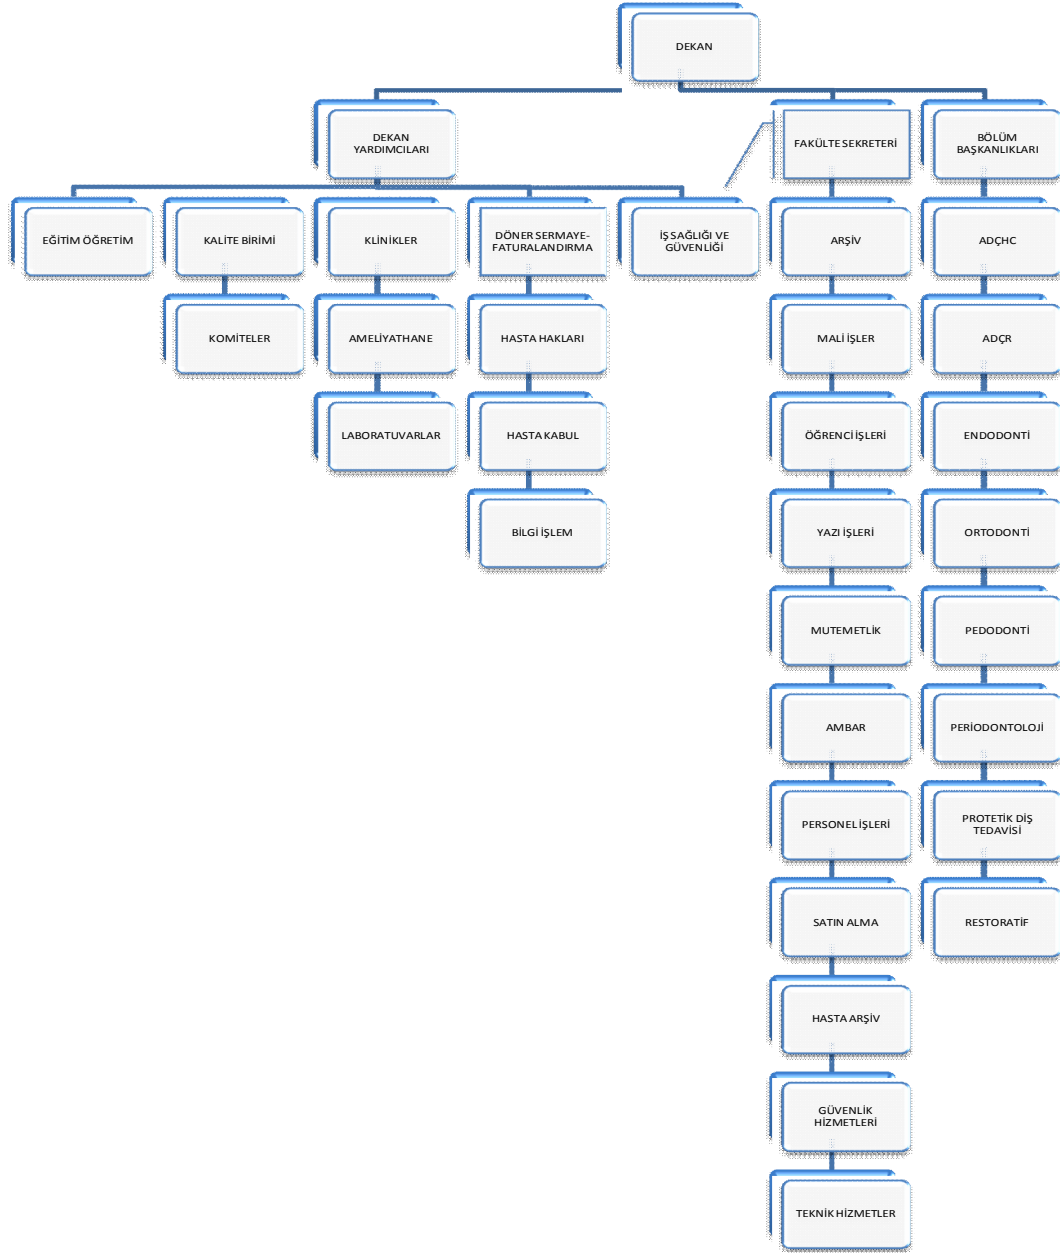 DEKAN
DEKAN
YARDIMCILARI
FAKÜLTE SEKRETERİ
BÖLÜM
BAŞKANLIKLARI
EĞİTİM ÖĞRETİM
KALİTE BİRİMİ
KLİNİKLER
DÖNER SERMAYE-
FATURALANDIRMA
İŞ SAĞLIĞI VE
GÜVENLİĞİ
ARŞİV
ADÇHC
KOMİTELER
AMELİYATHANE
HASTA HAKLARI
MALİ İŞLER
ADÇR
LABORATUVARLAR
HASTA KABUL
ÖĞRENCİ İŞLERİ
ENDODONTİ
BİLGİ İŞLEM
YAZI İŞLERİ
ORTODONTİ
MUTEMETLİK
PEDODONTİ
AMBAR
PERİODONTOLOJİ
PERSONEL İŞLERİ
PROTETİK DİŞ
TEDAVİSİ
SATIN ALMA
RESTORATİF
HASTA ARŞİV
GÜVENLİK
HİZMETLERİ
TEKNİK HİZMETLER